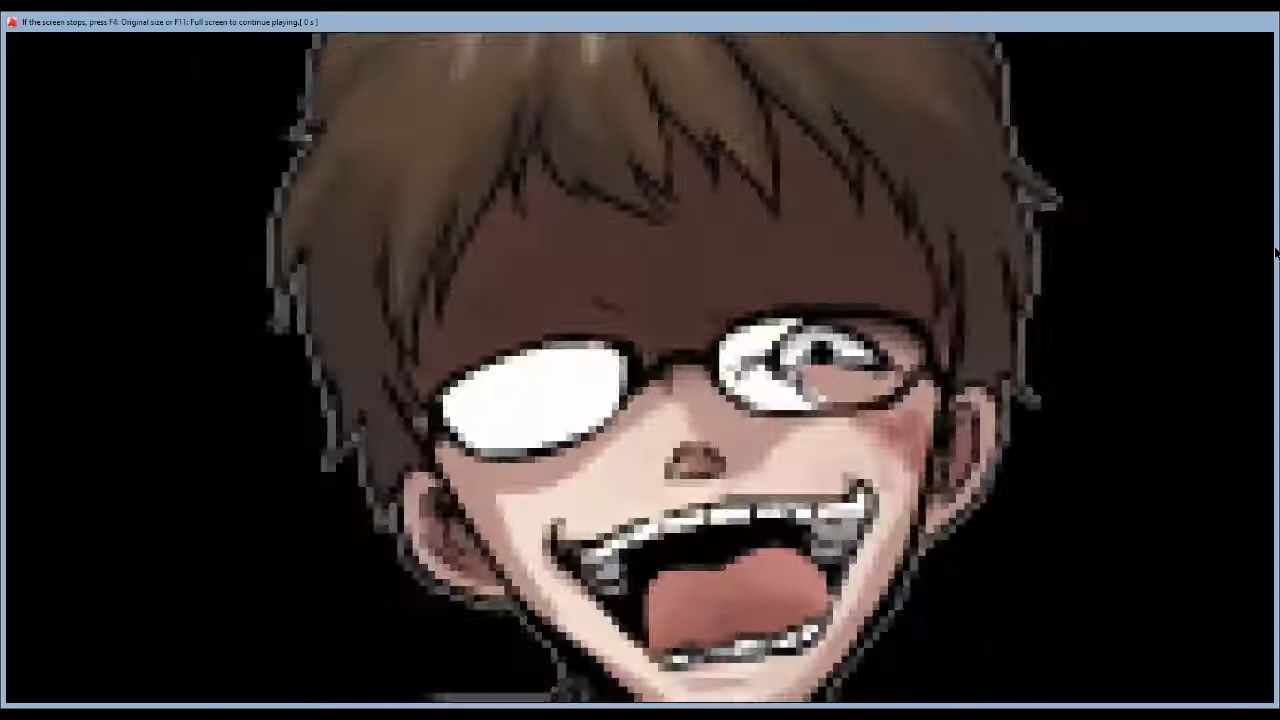 If the screen stops, press F4: Original size or F11: Full screen to continue playing.[ 0 s ]